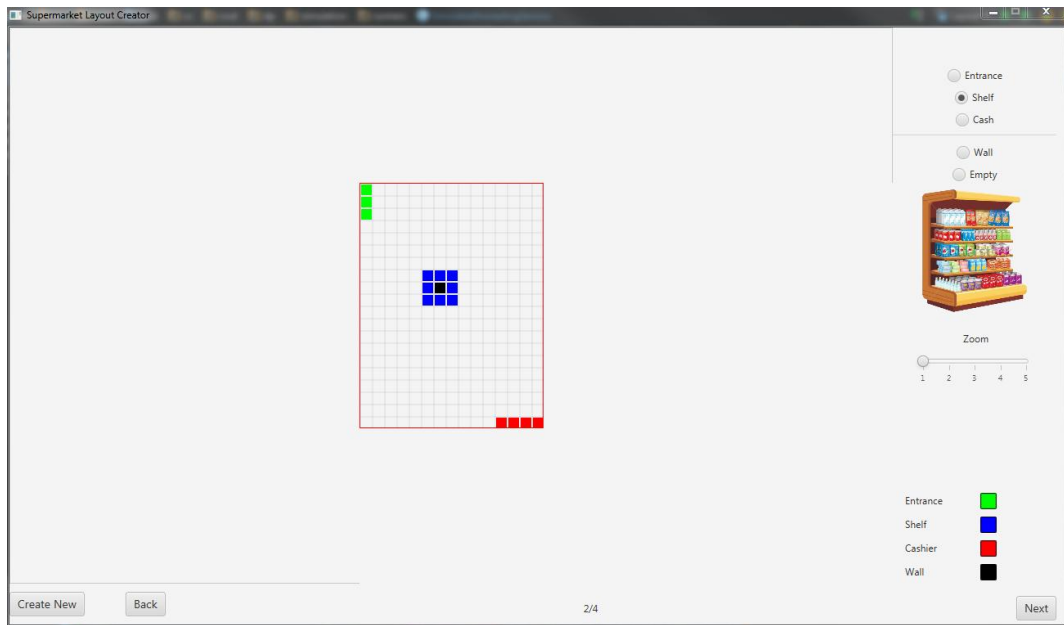 Supermarket Layout Creator
Entrance
Shelf
Cash
Wall
Empty
Zoom
1 2 3 4 5
Entrance
Shelf
Cashier
Wall
Create New
Back
2/4
Next